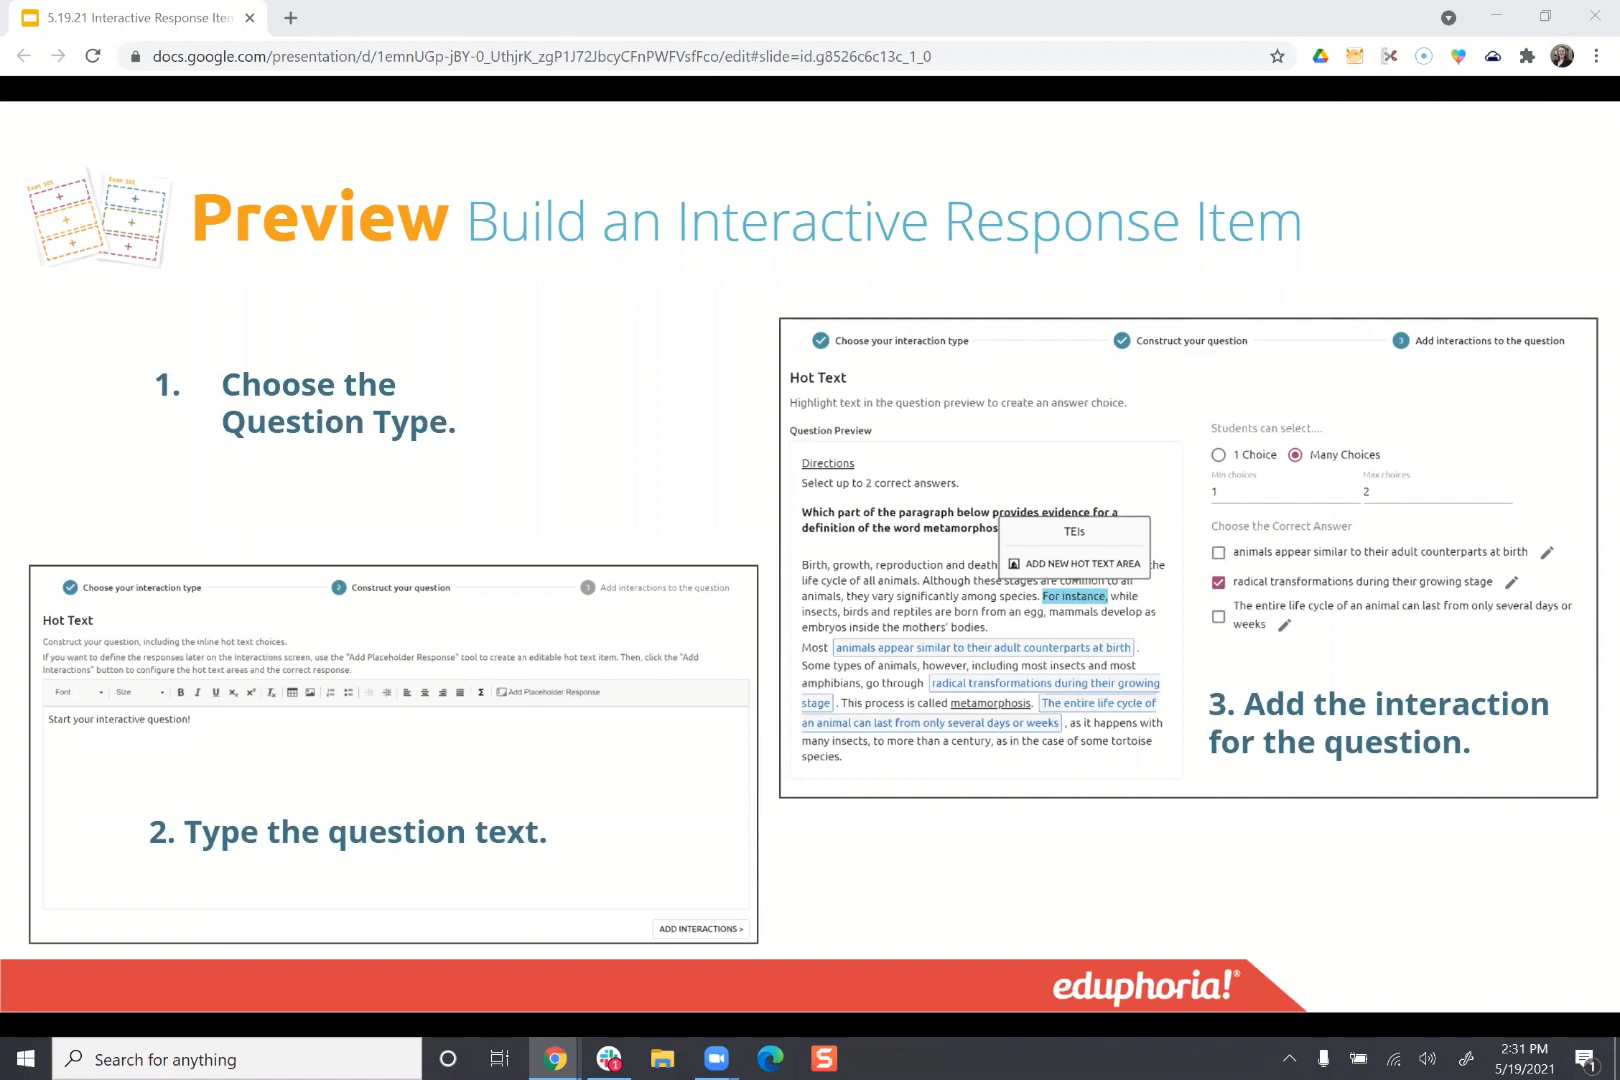 5.19.21 Interactive Response Item
docs.google.com/presentation/d/1emnUGp-jBY-0_UthjrK_zgP1J72JbcyCFnPWFVsfFco/edit#slide=id.g8526c6c13c_1_0
Exam 101
Exam 101
Preview Build an Interactive Response Item
1. Choose the
Question Type.
Choose your interaction type
2 Construct your question
3 Add interactions to the question
Hot Text
Construct your question, including the inline hot text choices.
If you want to define the responses later on the Interactions screen, use the "Add Placeholder Response" tool to create an editable hot text item. Then, click the "Add
Interactions" button to configure the hot text areas and the correct response.
Font Size B I U x₂ x² Tx Σ Add Placeholder Response
Start your interactive question!
2. Type the question text.
ADD INTERACTIONS >
Choose your interaction type
Construct your question
3 Add interactions to the question
Hot Text
Highlight text in the question preview to create an answer choice.
Question Preview
Directions
Select up to 2 correct answers.
Which part of the paragraph below provides evidence for a
definition of the word metamorphos
TEIs
ADD NEW HOT TEXT AREA
Birth, growth, reproduction and death the
life cycle of all animals. Although these stages are common to all
animals, they vary significantly among species. For instance, while
insects, birds and reptiles are born from an egg, mammals develop as
embryos inside the mothers' bodies.
Most animals appear similar to their adult counterparts at birth .
Some types of animals, however, including most insects and most
amphibians, go through radical transformations during their growing
stage . This process is called metamorphosis. The entire life cycle of
an animal can last from only several days or weeks , as it happens with
many insects, to more than a century, as in the case of some tortoise
species.
Students can select....
1 Choice Many Choices
Min choices Max choices
1 2
Choose the Correct Answer
animals appear similar to their adult counterparts at birth
radical transformations during their growing stage
The entire life cycle of an animal can last from only several days or
weeks
3. Add the interaction
for the question.
eduphoria!®
Search for anything
1
S
2:31 PM
5/19/2021
1